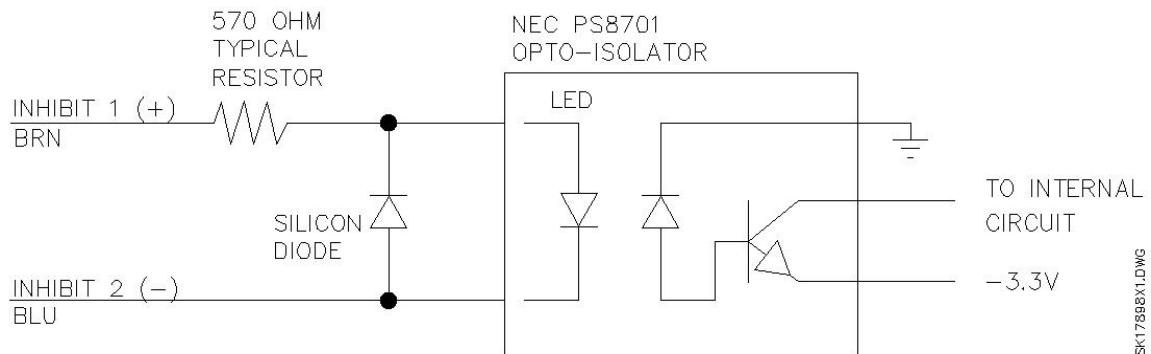 570 OHM
TYPICAL
RESISTOR
NEC PS8701
OPTO-ISOLATOR
LED
INHIBIT 1 (+)
BRN
SILICON
DIODE
TO INTERNAL
CIRCUIT
INHIBIT 2 (-)
BLU
-3.3V
SK17898X1.DWG